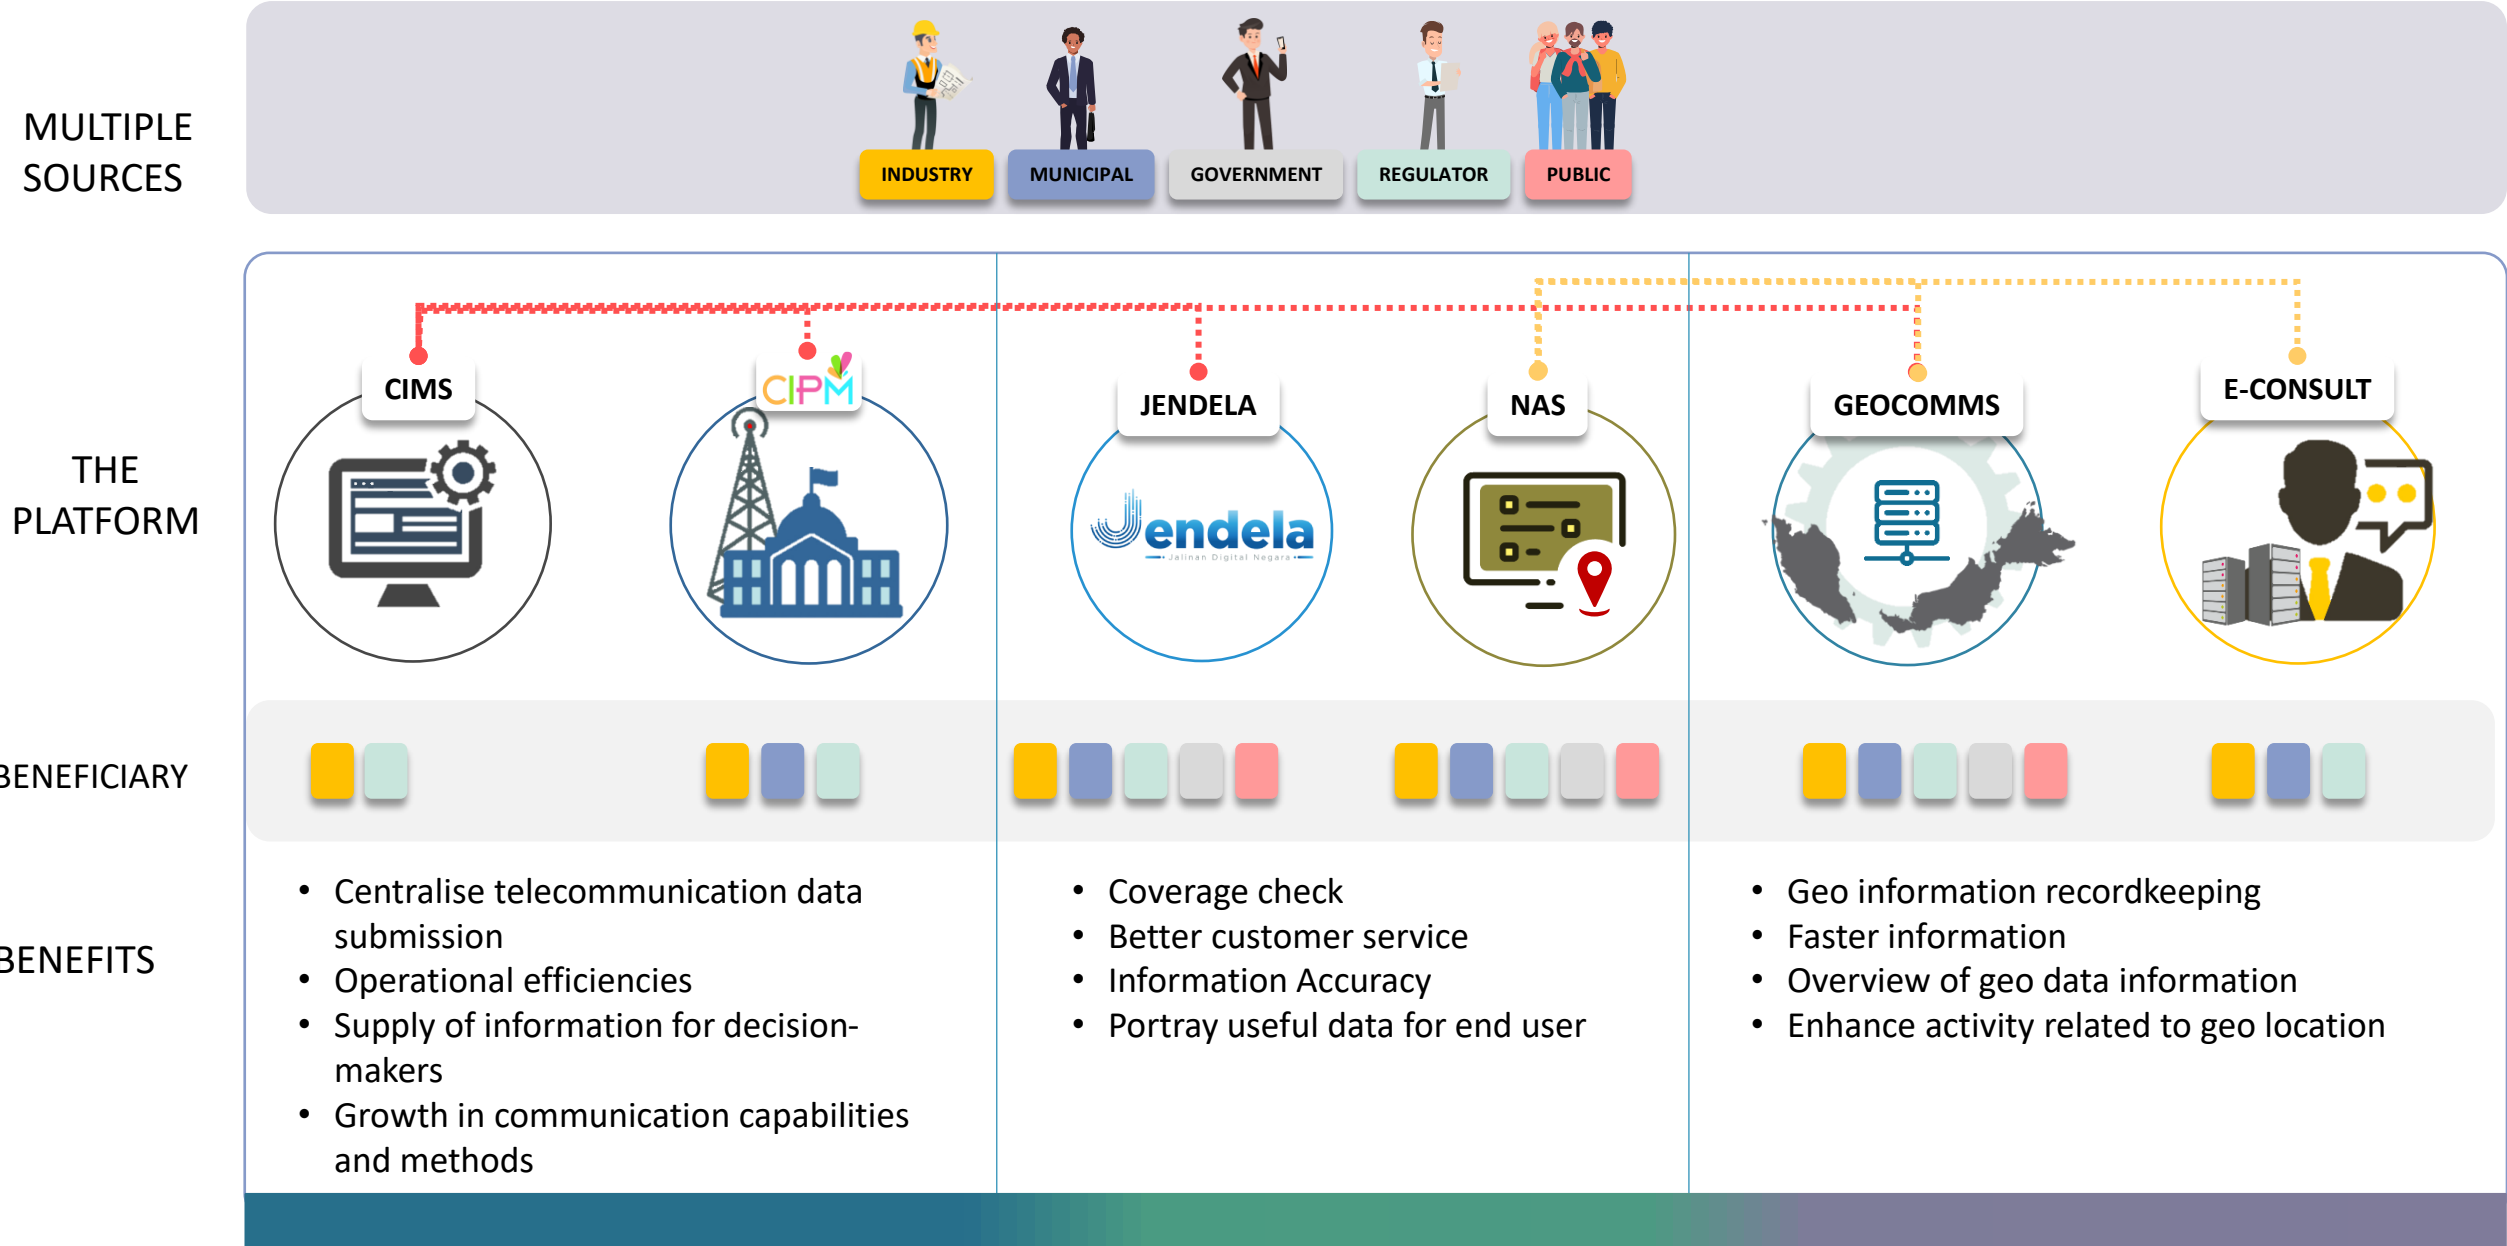 MULTIPLE
SOURCES
INDUSTRY
MUNICIPAL
GOVERNMENT
REGULATOR
PUBLIC
THE
PLATFORM
CIMS
CIPM
JENDELA
NAS
GEOCOMMS
E-CONSULT
Jendela
Jalinan Digital Negara
BENEFICIARY
BENEFITS
• Centralise telecommunication data
submission
• Operational efficiencies
• Supply of information for decision-
makers
• Growth in communication capabilities
and methods
• Coverage check
• Better customer service
• Information Accuracy
• Portray useful data for end user
• Geo information recordkeeping
• Faster information
• Overview of geo data information
• Enhance activity related to geo location